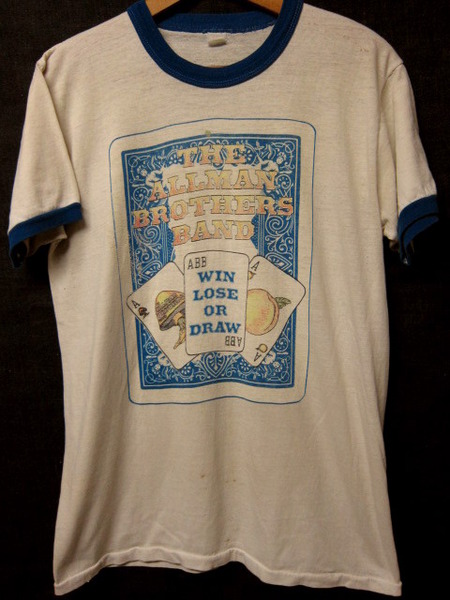 THE
ALLMAN
BROTHERS
BAND
ABB
WIN
LOSE
OR
DRAW
ABB
A
A
A